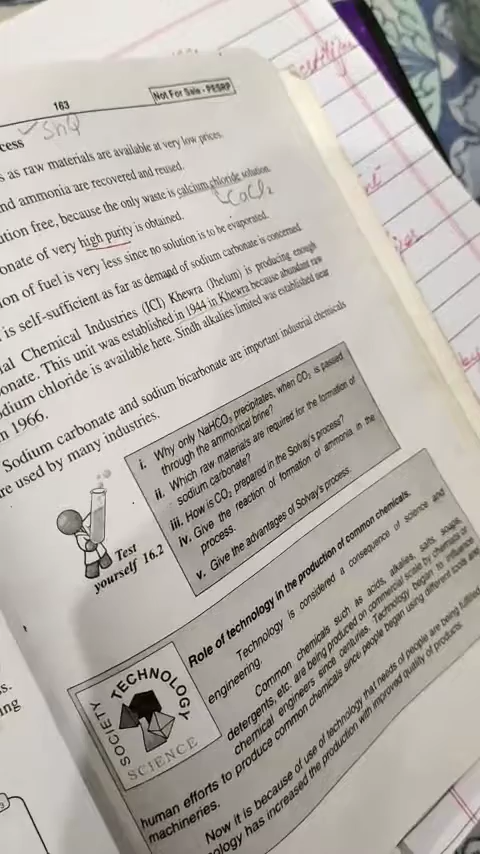 163
Not For Sale - PESRP
cess
SnQ
s as raw materials are available at very low prices.
nd ammonia are recovered and reused.
ution free, because the only waste is calcium chloride solution.
CaCl2
onate of very high purity is obtained.
ion of fuel is very less since no solution is to be evaporated.
is self-sufficient as far as demand of sodium carbonate is concerned.
al Chemical Industries (ICI) Khewra (Jhelum) is producing enough
onate. This unit was established in 1944 in Khewra because abundant raw
dium chloride is available here. Sindh alkalies limited was established near
n 1966.
Sodium carbonate and sodium bicarbonate are important industrial chemicals
re used by many industries.
Test
yourself 16.2
i. Why only NaHCO3 precipitates, when CO2 is passed
through the ammonical brine?
ii. Which raw materials are required for the formation of
sodium carbonate?
iii. How is CO2 prepared in the Solvay's process?
iv. Give the reaction of formation of ammonia in the
process.
v. Give the advantages of Solvay's process.
SOCIETY TECHNOLOGY
SCIENCE
Role of technology in the production of common chemicals.
Technology is considered a consequence of science and
engineering.
Common chemicals such as acids, alkalies, salts, soaps,
detergents, etc. are being produced on commercial scale by chemists or
chemical engineers since centuries. Technology began to influence
human efforts to produce common chemicals since people began using different tools and
machineries.
Now it is because of use of technology that needs of people are being fulfilled
ology has increased the production with improved quality of products.
s.
ing